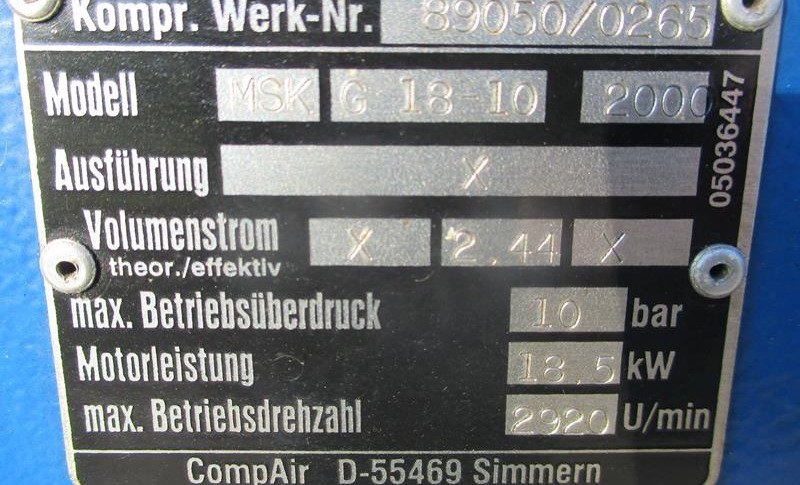 Kompr. Werk-Nr. 89050/0265
Modell MSK G 18-10 2000
05036447
Ausführung X
Volumenstrom X 2.44 X
theor./effektiv
max. Betriebsüberdruck 10 bar
Motorleistung 18.5 kW
max. Betriebsdrehzahl 2920 U/min
CompAir D-55469 Simmern